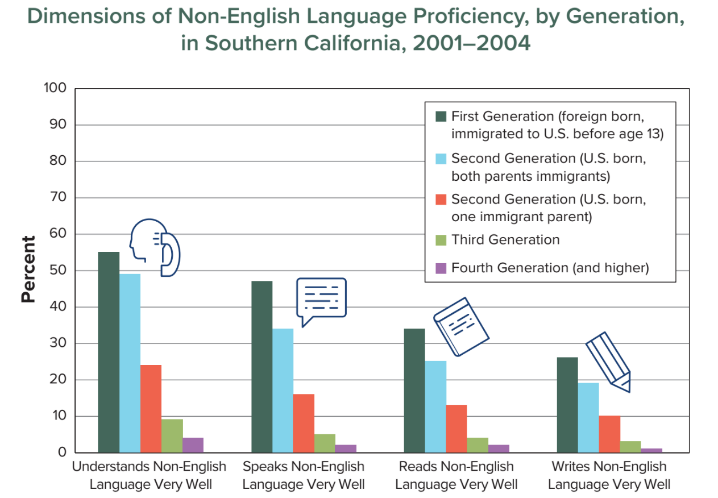 Dimensions of Non-English Language Proficiency, by Generation,
in Southern California, 2001–2004
100
90
80
70
60
50
40
30
20
10
0
Percent
First Generation (foreign born,
immigrated to U.S. before age 13)
Second Generation (U.S. born,
both parents immigrants)
Second Generation (U.S. born,
one immigrant parent)
Third Generation
Fourth Generation (and higher)
Understands Non-English
Language Very Well
Speaks Non-English
Language Very Well
Reads Non-English
Language Very Well
Writes Non-English
Language Very Well